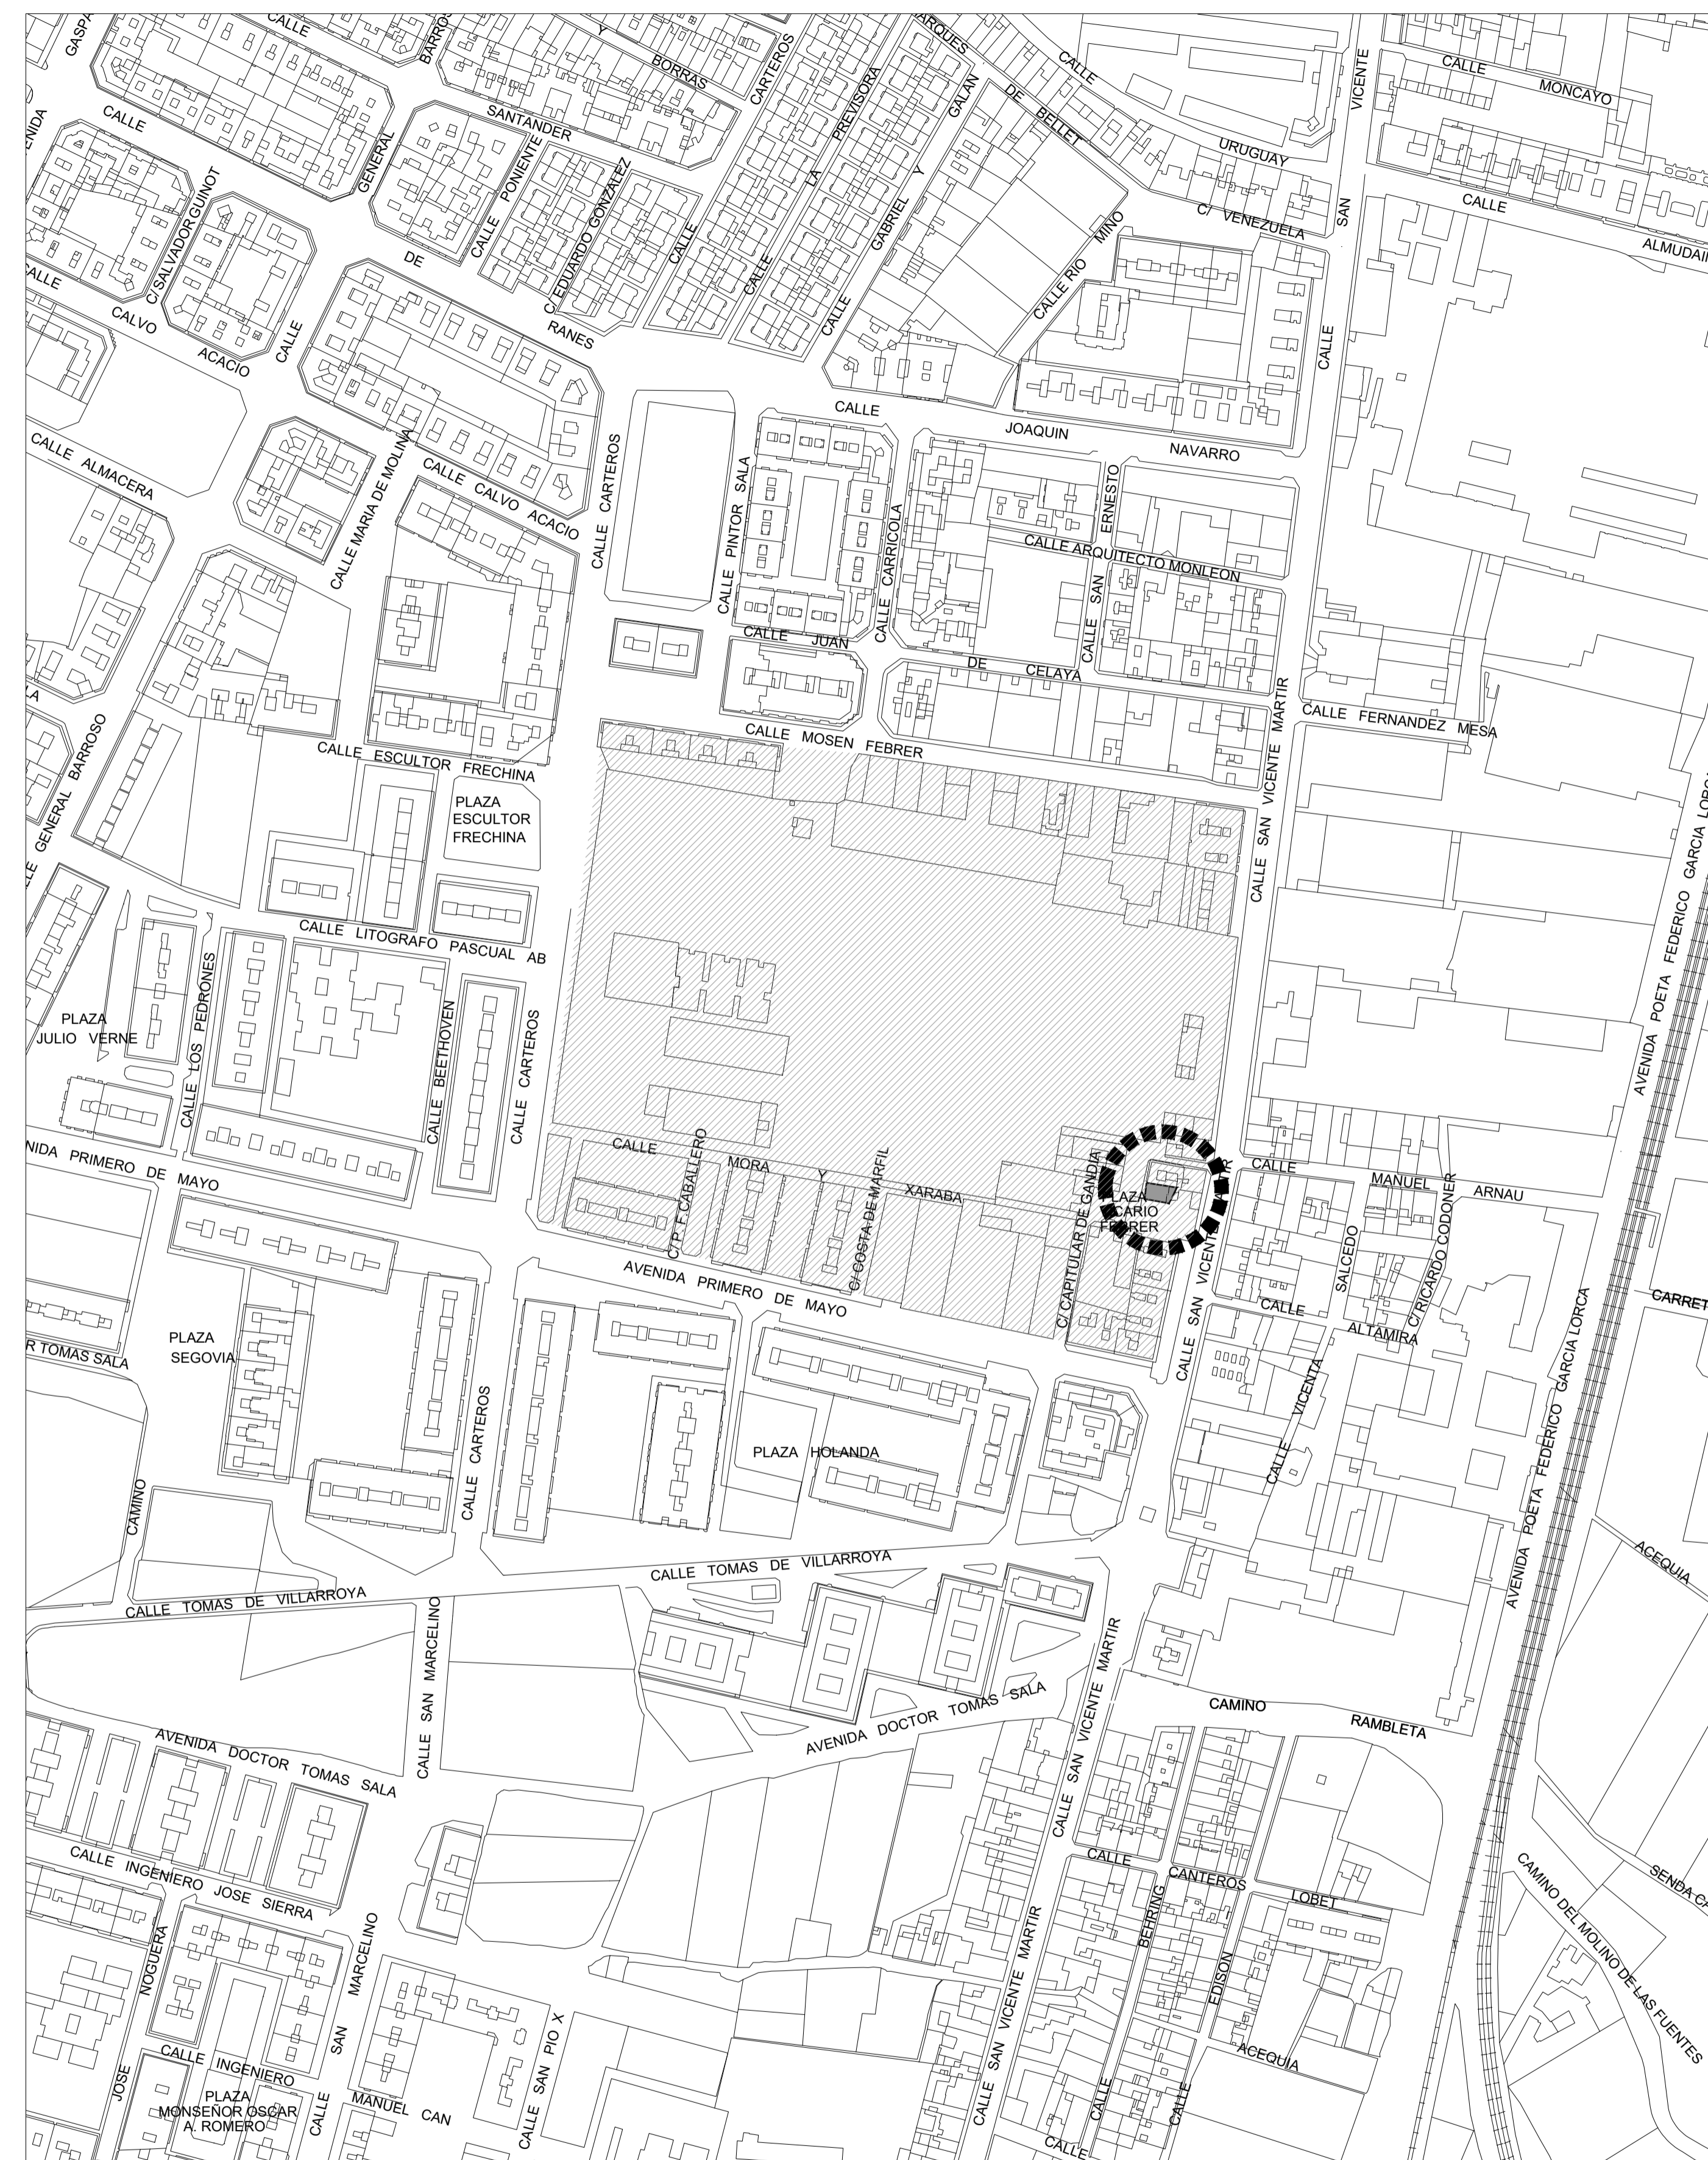 CALLE
BARROS
Y
BORRAS
CARTEROS
LA
PREVISORA
ARQUES
DE BELLET
CALLE
URUGUAY
SAN
VICENTE
CALLE
MONCAYO
CALLE
GENERAL
SANTANDER
CALLE PONIENTE
C/ EDUARDO GONZALEZ
CALLE
CALLE
GABRIEL Y GALAN
CALLE
CALLE RIO
MINO
C/ VENEZUELA
CALLE
C/SALVADOR GUINOT
CALVO
ACACIO
CALLE
DE
RANES
CALLE
CALLE ALMACERA
CALLE MARIA DE MOLINA
CALLE CALVO ACACIO
CALLE CARTEROS
CALLE PINTOR SALA
CALLE
JOAQUIN
NAVARRO
CALLE CARRICOLA
CALLE SAN ERNESTO
CALLE ARQUITECTO MONLEON
CALLE JUAN
DE CELAYA
CALLE FERNANDEZ MESA
CALLE MOSEN FEBRER
CALLE SAN VICENTE MARTIR
GENERAL BARROSO
CALLE ESCULTOR FRECHINA
PLAZA
ESCULTOR
FRECHINA
CALLE LITOGRAFO PASCUAL AB
PLAZA
JULIO VERNE
CALLE LOS PEDRONES
CALLE BEETHOVEN
CALLE CARTEROS
AVENIDA POETA FEDERICO GARCIA LORCA
PRIMERO DE MAYO
CALLE
MORA
Y
XARABA
C/ P. F. CABALLERO
C/ COSTA DE MARFIL
C/ CAPITULAR DE GANDIA
CALLE
MANUEL
ARNAU
SALCEDO
C/ RICARDO CODOÑER
CALLE
ALTAMIRA
CALLE SAN VICENTE
AVENIDA PRIMERO DE MAYO
PLAZA
SEGOVIA
TOMAS SALA
CALLE CARTEROS
PLAZA HOLANDA
CALLE VICENTA
AVENIDA POETA FEDERICO GARCIA LORCA
CAMINO
CALLE TOMAS DE VILLARROYA
CALLE TOMAS DE VILLARROYA
ACEQUIA
CALLE SAN MARCELINO
CALLE SAN VICENTE MARTIR
CAMINO
RAMBLETA
AVENIDA DOCTOR TOMAS SALA
AVENIDA DOCTOR TOMAS SALA
CALLE INGENIERO JOSE SIERRA
CALLE
CANTEROS
LOBET
CAMINO DEL MOLINO DE LAS FUENTES
JOSE
NOGUERA
CALLE
SAN
MARCELINO
CALLE SAN VICENTE MARTIR
CALLE
BEHRING
CALLE
EDISON
ACEQUIA
CALLE INGENIERO
MANUEL CAN
CALLE SAN PIO X
PLAZA
MONSEÑOR OSCAR
A. ROMERO
CALLE